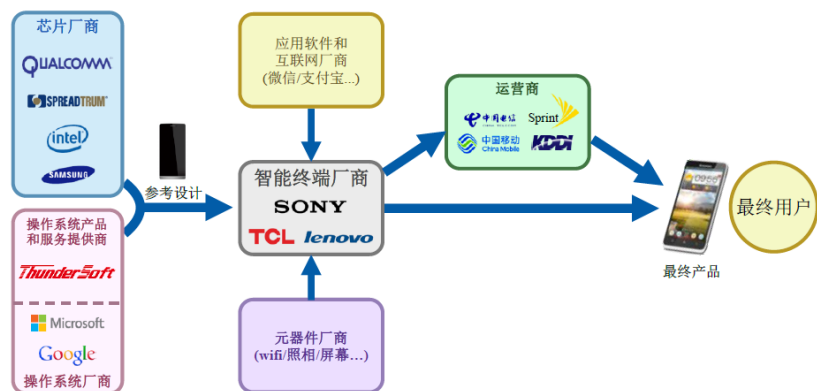 芯片厂商
QUALCOMM
SPREADTRUM
intel
SAMSUNG
操作系统产品
和服务提供商
ThunderSoft
Microsoft
Google
操作系统厂商
参考设计
应用软件和
互联网厂商
(微信/支付宝...)
智能终端厂商
SONY
TCL lenovo
元器件厂商
(wifi/照相/屏幕...)
运营商
中国电信 Sprint
中国移动 KDDI
China Mobile
最终产品
最终用户